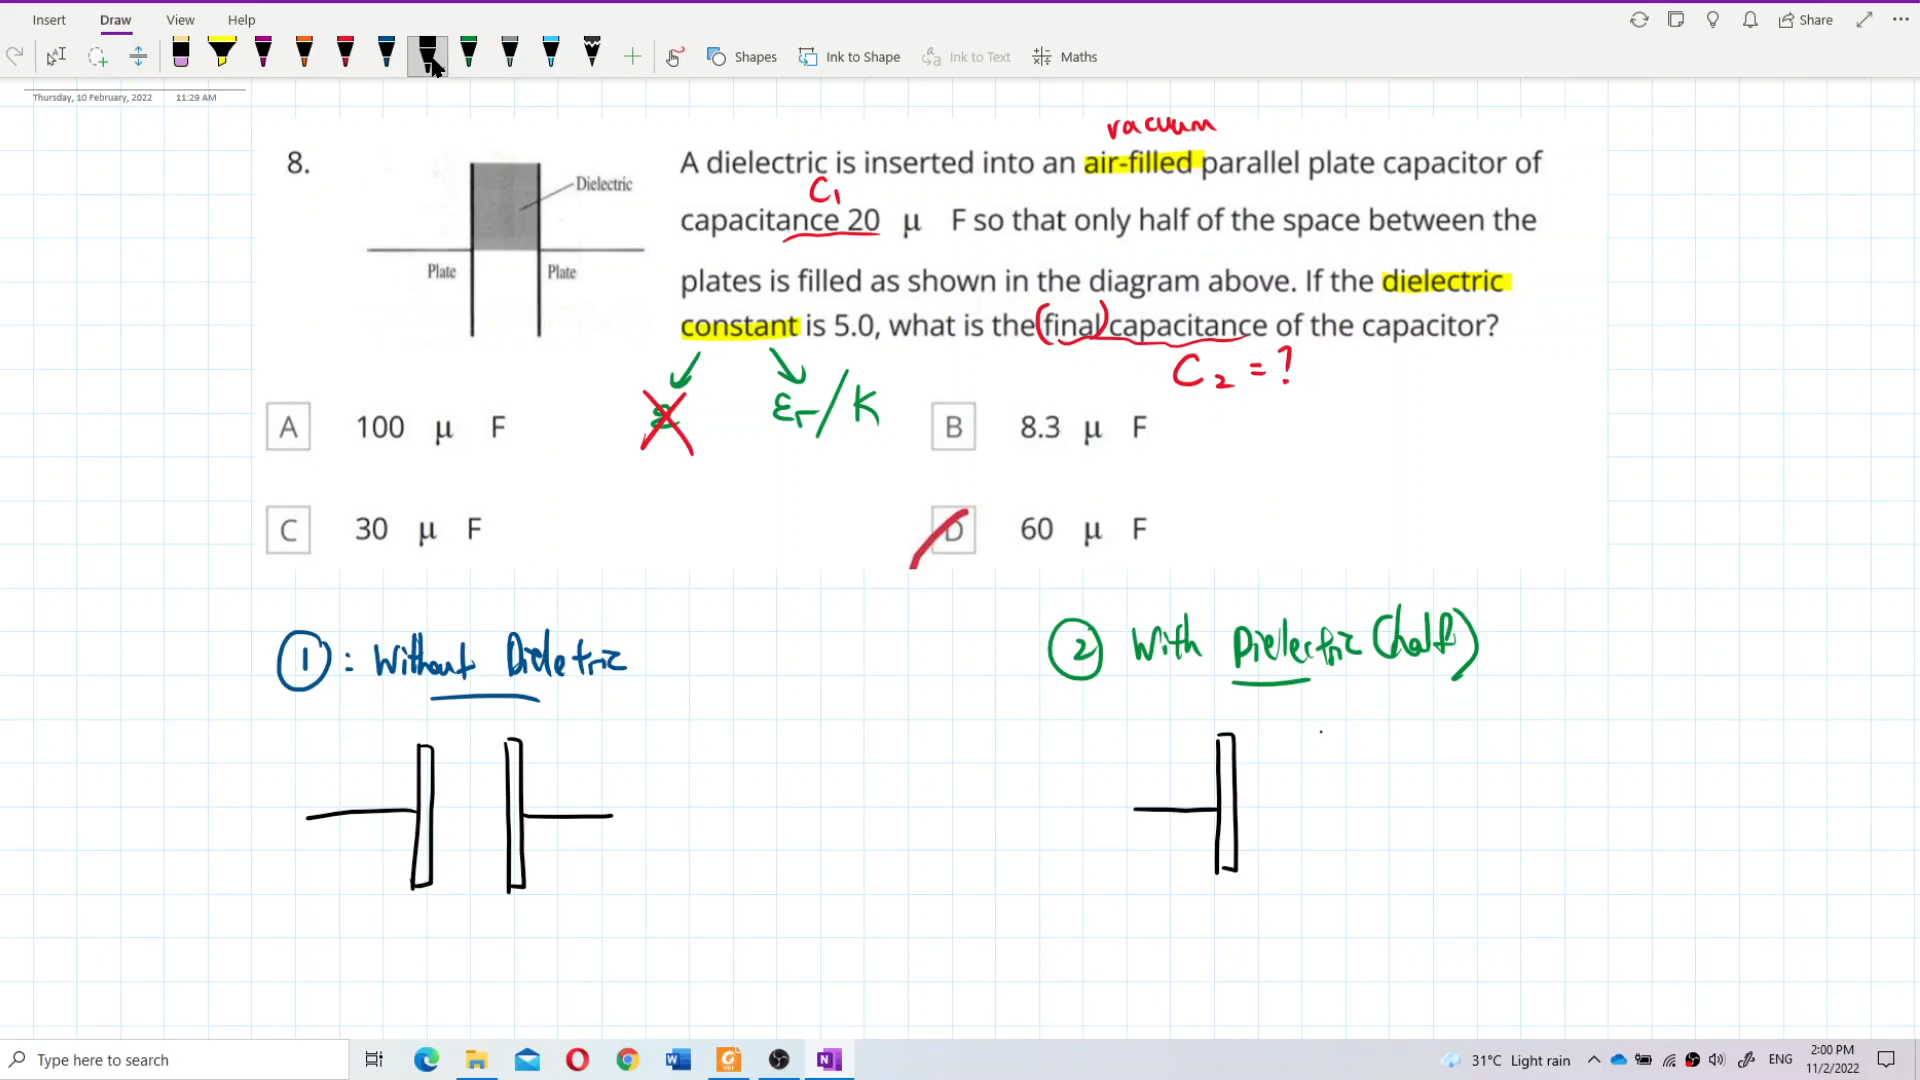 Insert Draw View Help
Share
Shapes Ink to Shape Ink to Text Maths
Thursday, 10 February, 2022 11:29 AM
vacuum
8. A dielectric is inserted into an air-filled parallel plate capacitor of
C1
capacitance 20 μ F so that only half of the space between the
plates is filled as shown in the diagram above. If the dielectric
constant is 5.0, what is the (final) capacitance of the capacitor?
Dielectric
Plate Plate
C2 = ?
ε εr/K
A 100 μ F B 8.3 μ F
C 30 μ F D 60 μ F
1 : Without Dieletric
2 With Dielectric (half)
Type here to search
31°C Light rain
ENG
2:00 PM
11/2/2022